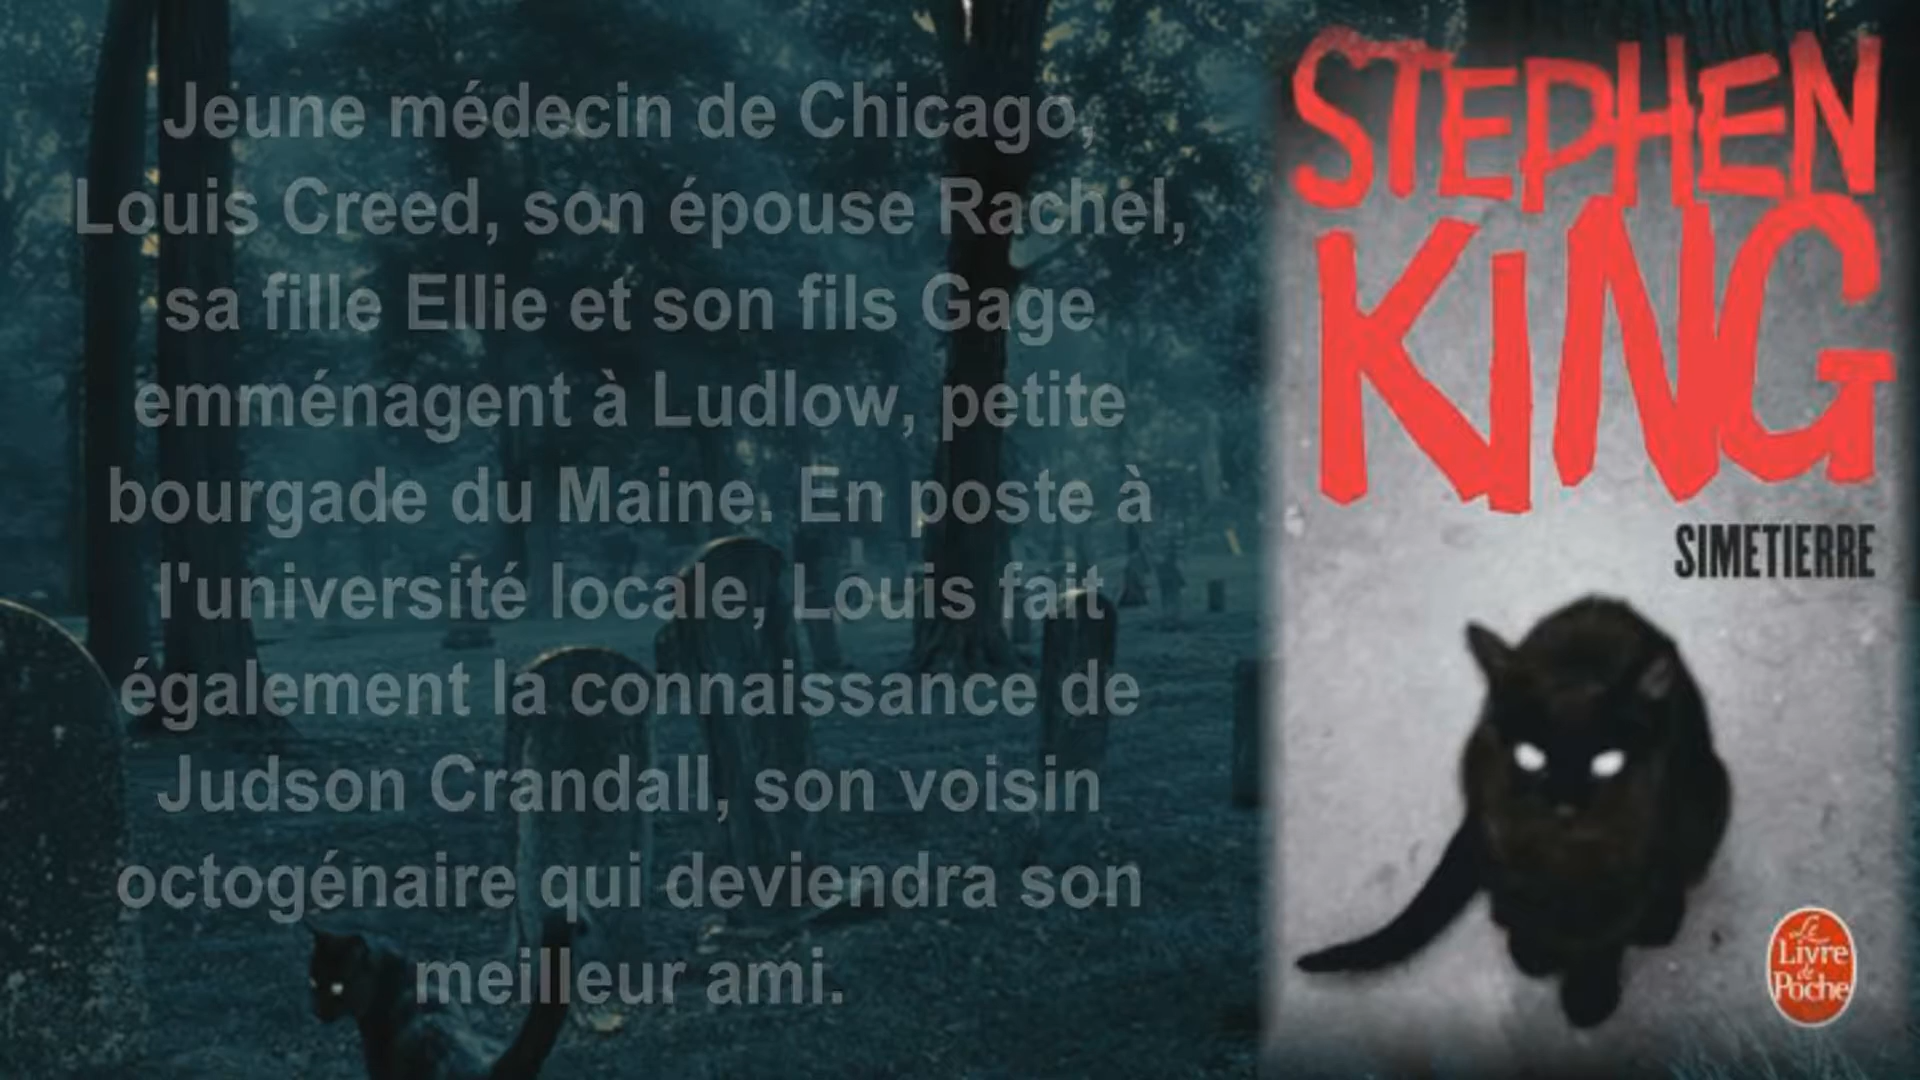 Jeune médecin de Chicago,
Louis Creed, son épouse Rachel,
sa fille Ellie et son fils Gage
emménagent à Ludlow, petite
bourgade du Maine. En poste à
l'université locale, Louis fait
également la connaissance de
Judson Crandall, son voisin
octogénaire qui deviendra son
meilleur ami.
STEPHEN
KING
SIMETIERRE
Le
Livre
de
Poche